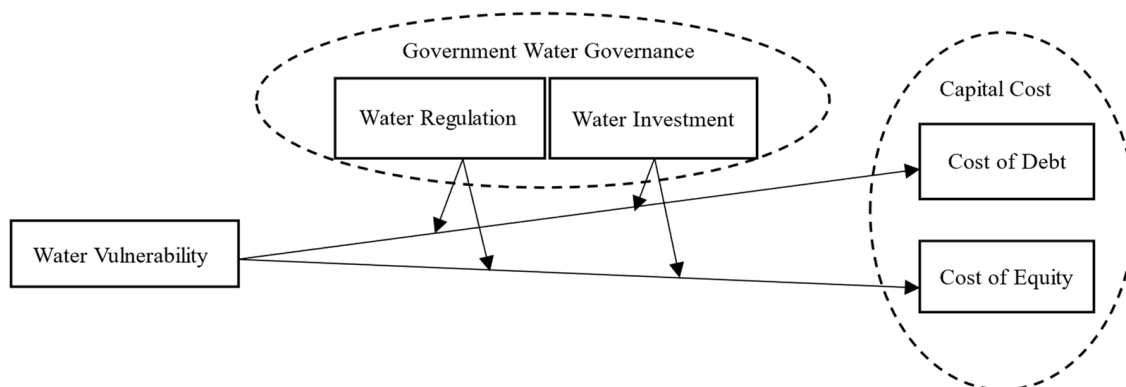 Government Water Governance
Water Regulation
Water Investment
Capital Cost
Cost of Debt
Water Vulnerability
Cost of Equity